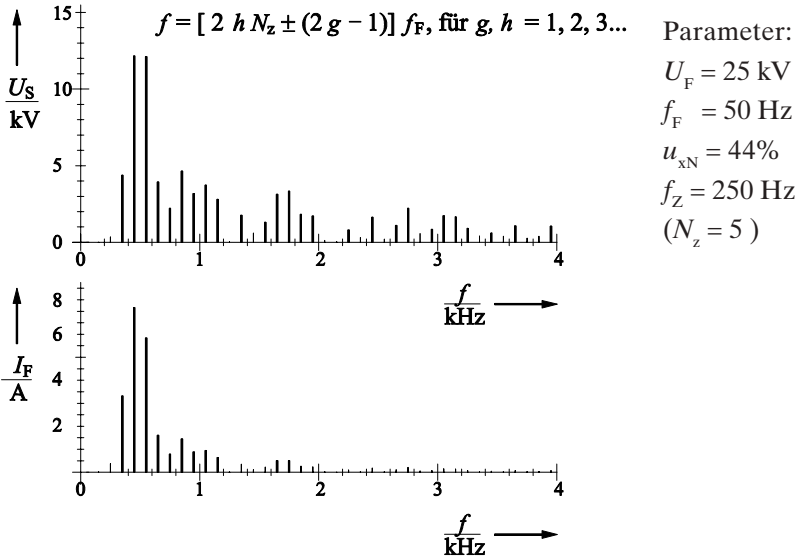 f = [ 2 h N_z ± (2 g − 1)] f_F, für g, h = 1, 2, 3...
Parameter:
U_F = 25 kV
f_F = 50 Hz
u_xN = 44%
f_Z = 250 Hz
(N_z = 5 )
15
10
5
0
U_S
kV
0 1 2 3 4
f
kHz
8
6
4
2
I_F
A
0 1 2 3 4
f
kHz